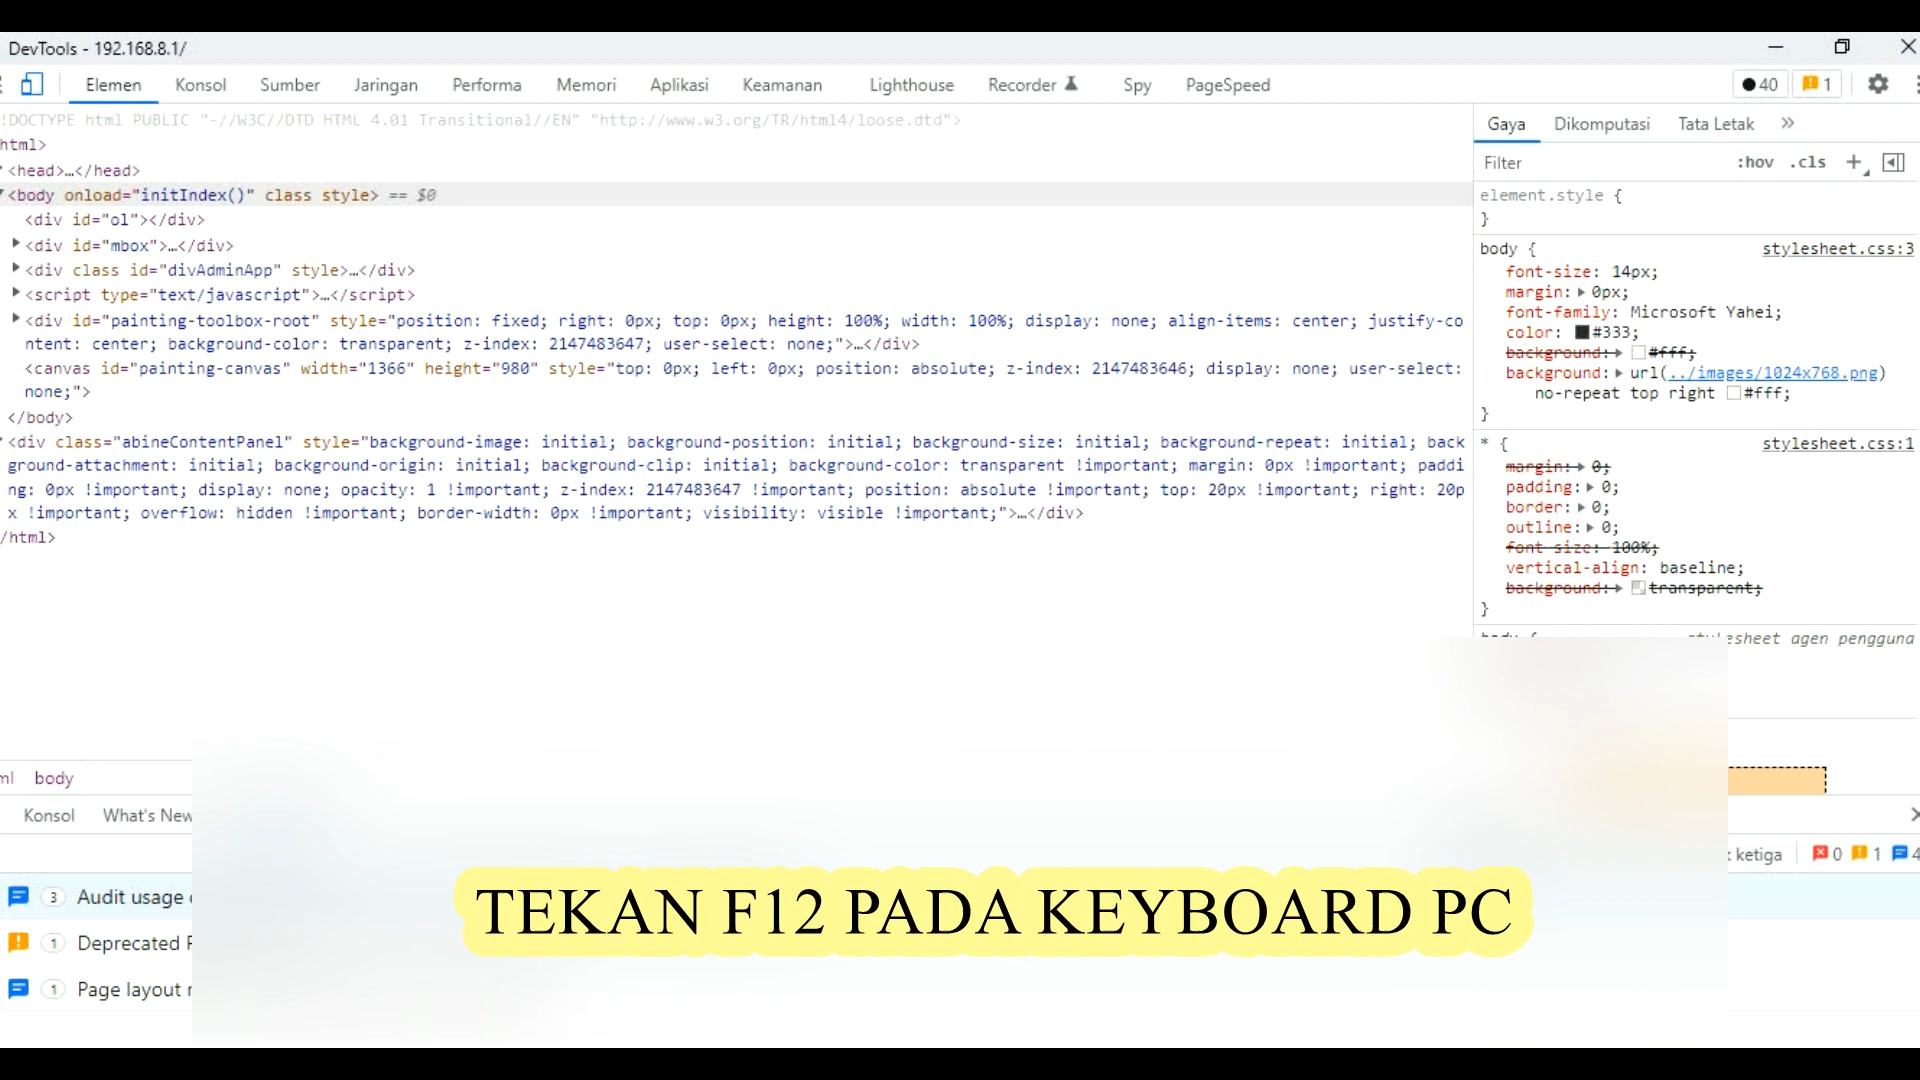 DevTools - 192.168.8.1/
Elemen Konsol Sumber Jaringan Performa Memori Aplikasi Keamanan Lighthouse Recorder Spy PageSpeed 40 1
!DOCTYPE html PUBLIC "-//W3C//DTD HTML 4.01 Transitional//EN" "http://www.w3.org/TR/html4/loose.dtd">
html>
<head>…</head>
<body onload="initIndex()" class style> == $0
<div id="ol"></div>
<div id="mbox">…</div>
<div class id="divAdminApp" style>…</div>
<script type="text/javascript">…</script>
<div id="painting-toolbox-root" style="position: fixed; right: 0px; top: 0px; height: 100%; width: 100%; display: none; align-items: center; justify-co
ntent: center; background-color: transparent; z-index: 2147483647; user-select: none;">…</div>
<canvas id="painting-canvas" width="1366" height="980" style="top: 0px; left: 0px; position: absolute; z-index: 2147483646; display: none; user-select:
none;">
</body>
<div class="abineContentPanel" style="background-image: initial; background-position: initial; background-size: initial; background-repeat: initial; back
ground-attachment: initial; background-origin: initial; background-clip: initial; background-color: transparent !important; margin: 0px !important; paddi
ng: 0px !important; display: none; opacity: 1 !important; z-index: 2147483647 !important; position: absolute !important; top: 20px !important; right: 20p
x !important; overflow: hidden !important; border-width: 0px !important; visibility: visible !important;">…</div>
/html>
Gaya Dikomputasi Tata Letak »
Filter :hov .cls +
element.style {
}
body { stylesheet.css:3
font-size: 14px;
margin: 0px;
font-family: Microsoft Yahei;
color: #333;
background: #fff;
background: url(../images/1024x768.png)
no-repeat top right #fff;
}
* { stylesheet.css:1
margin: 0;
padding: 0;
border: 0;
outline: 0;
font-size: 100%;
vertical-align: baseline;
background: transparent;
}
body { stylesheet agen pengguna
ml body
Konsol What's New
ketiga 0 1 4
3 Audit usage
1 Deprecated
1 Page layout
TEKAN F12 PADA KEYBOARD PC